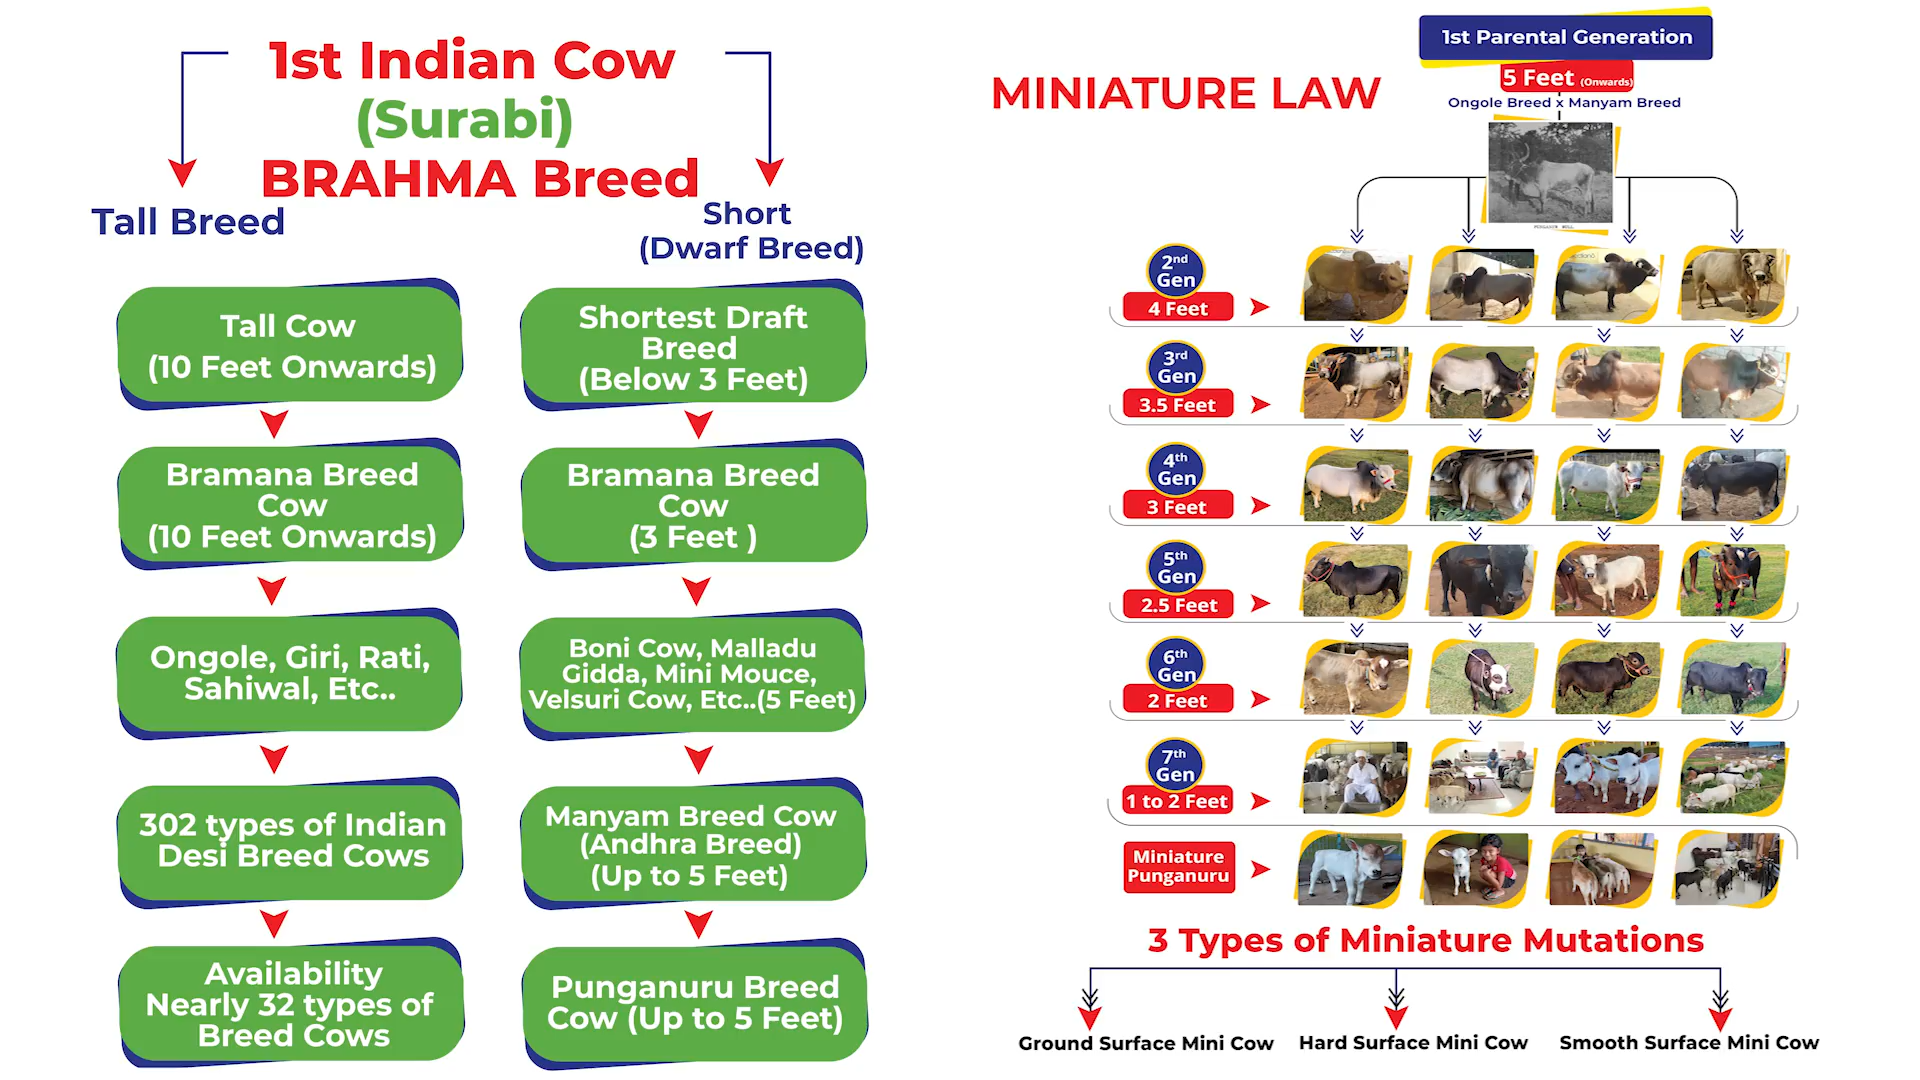 1st Indian Cow
(Surabi)
BRAHMA Breed
Tall Breed
Short
(Dwarf Breed)
Tall Cow
(10 Feet Onwards)
Bramana Breed
Cow
(10 Feet Onwards)
Ongole, Giri, Rati,
Sahiwal, Etc..
302 types of Indian
Desi Breed Cows
Availability
Nearly 32 types of
Breed Cows
Shortest Draft
Breed
(Below 3 Feet)
Bramana Breed
Cow
(3 Feet )
Boni Cow, Malladu
Gidda, Mini Mouce,
Velsuri Cow, Etc..(5 Feet)
Manyam Breed Cow
(Andhra Breed)
(Up to 5 Feet)
Punganuru Breed
Cow (Up to 5 Feet)
MINIATURE LAW
1st Parental Generation
5 Feet (Onwards)
Ongole Breed x Manyam Breed
2nd
Gen
4 Feet
3rd
Gen
3.5 Feet
4th
Gen
3 Feet
5th
Gen
2.5 Feet
6th
Gen
2 Feet
7th
Gen
1 to 2 Feet
Miniature
Punganuru
3 Types of Miniature Mutations
Ground Surface Mini Cow
Hard Surface Mini Cow
Smooth Surface Mini Cow